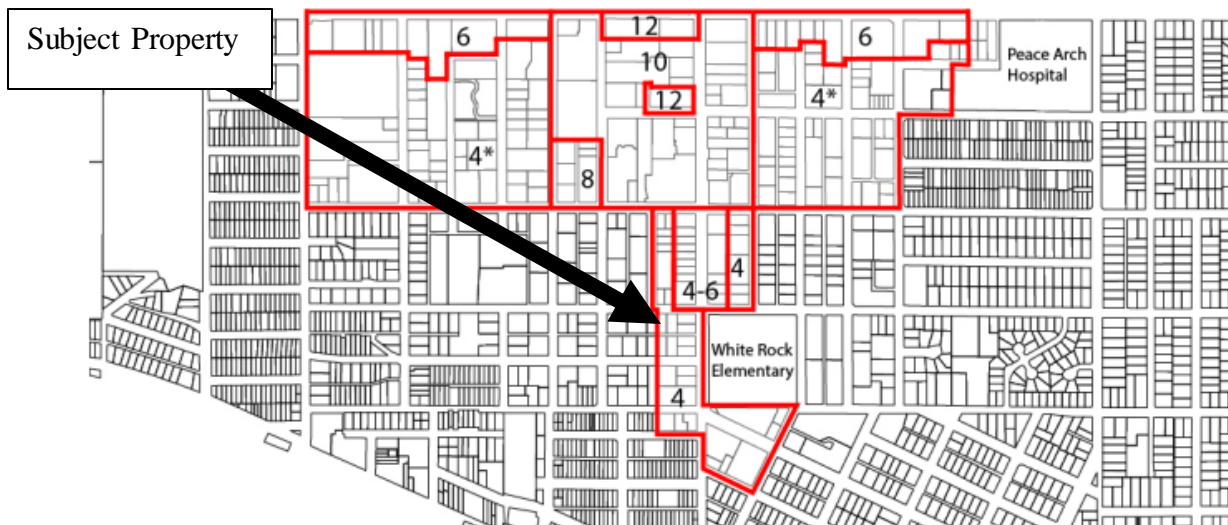 Subject Property
6
12
6
10
Peace Arch
Hospital
12
4*
4*
8
4-6
4
White Rock
Elementary
4